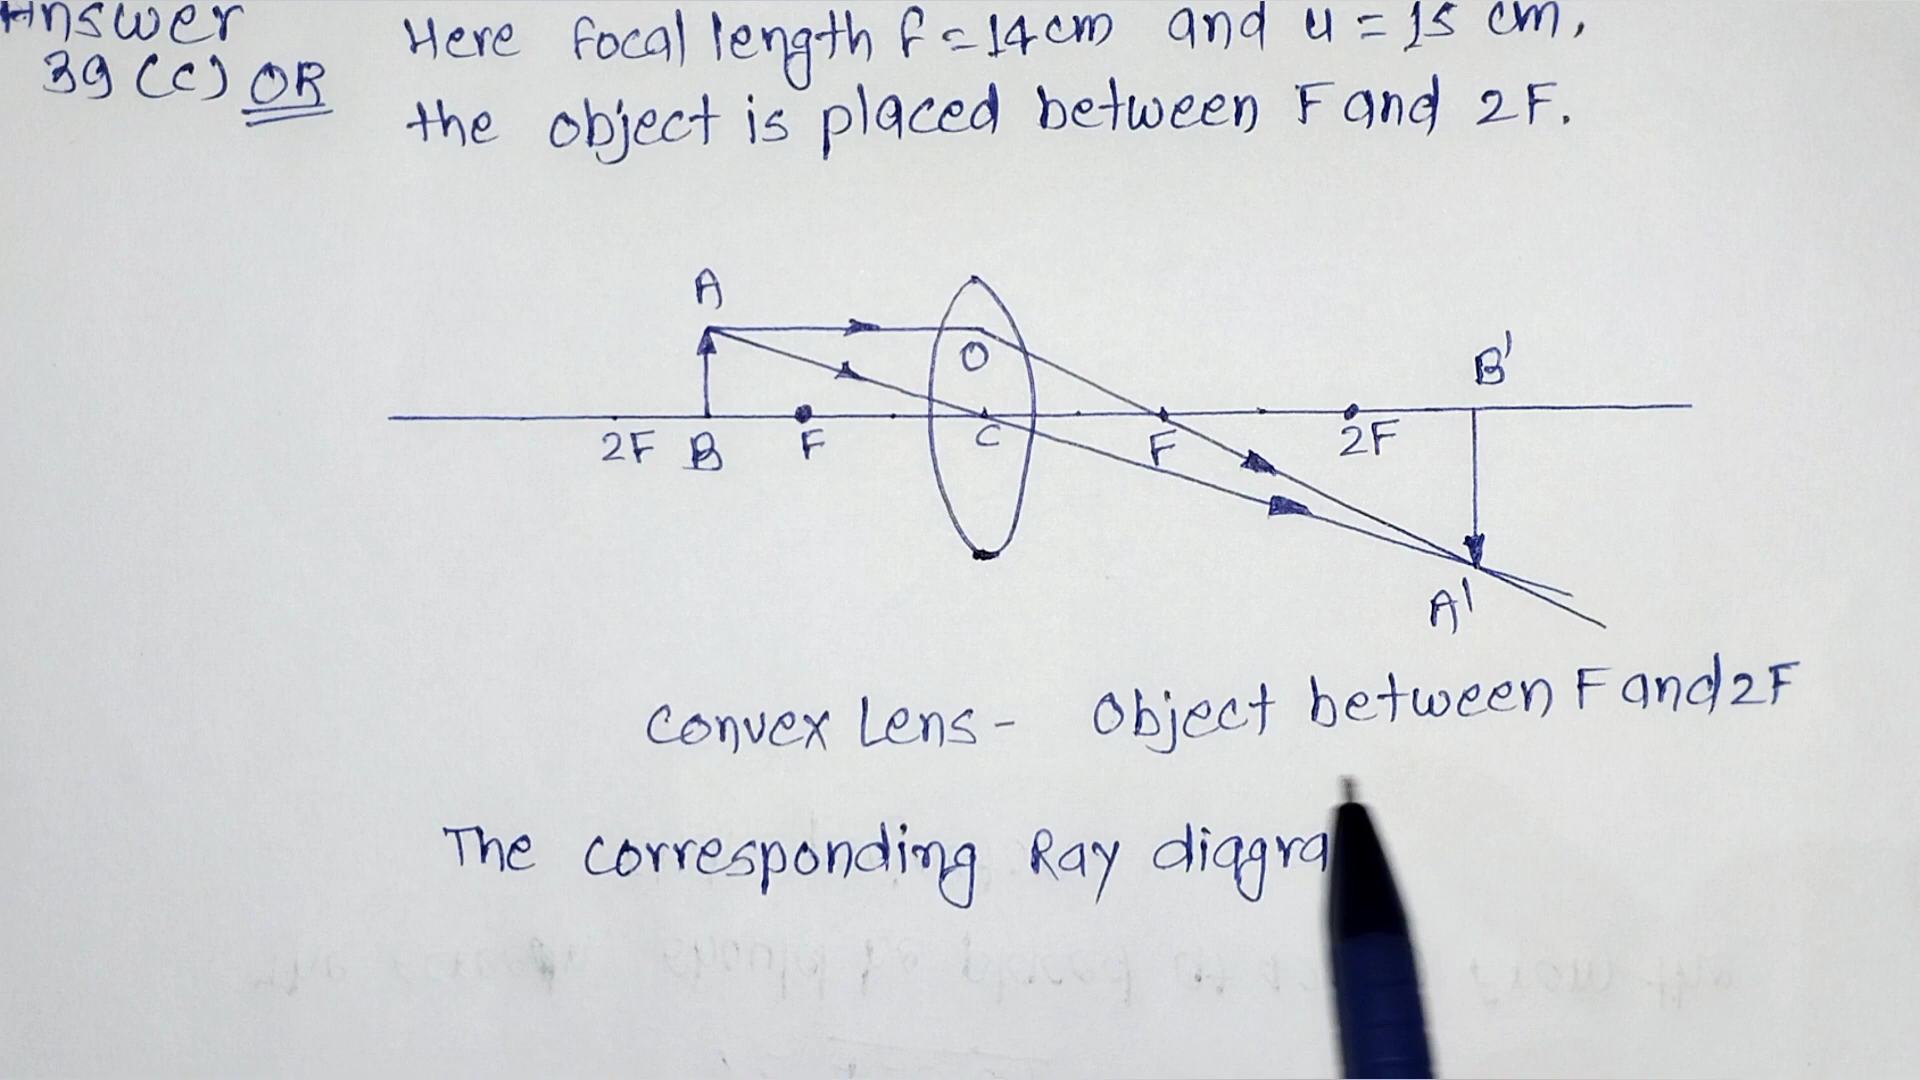 Answer
39 (C) OR
Here focal length f = 14 cm and u = 15 cm,
the object is placed between F and 2F.
A
O
B'
2F B F C F 2F
A'
Convex Lens - Object between F and 2F
The corresponding Ray diagra